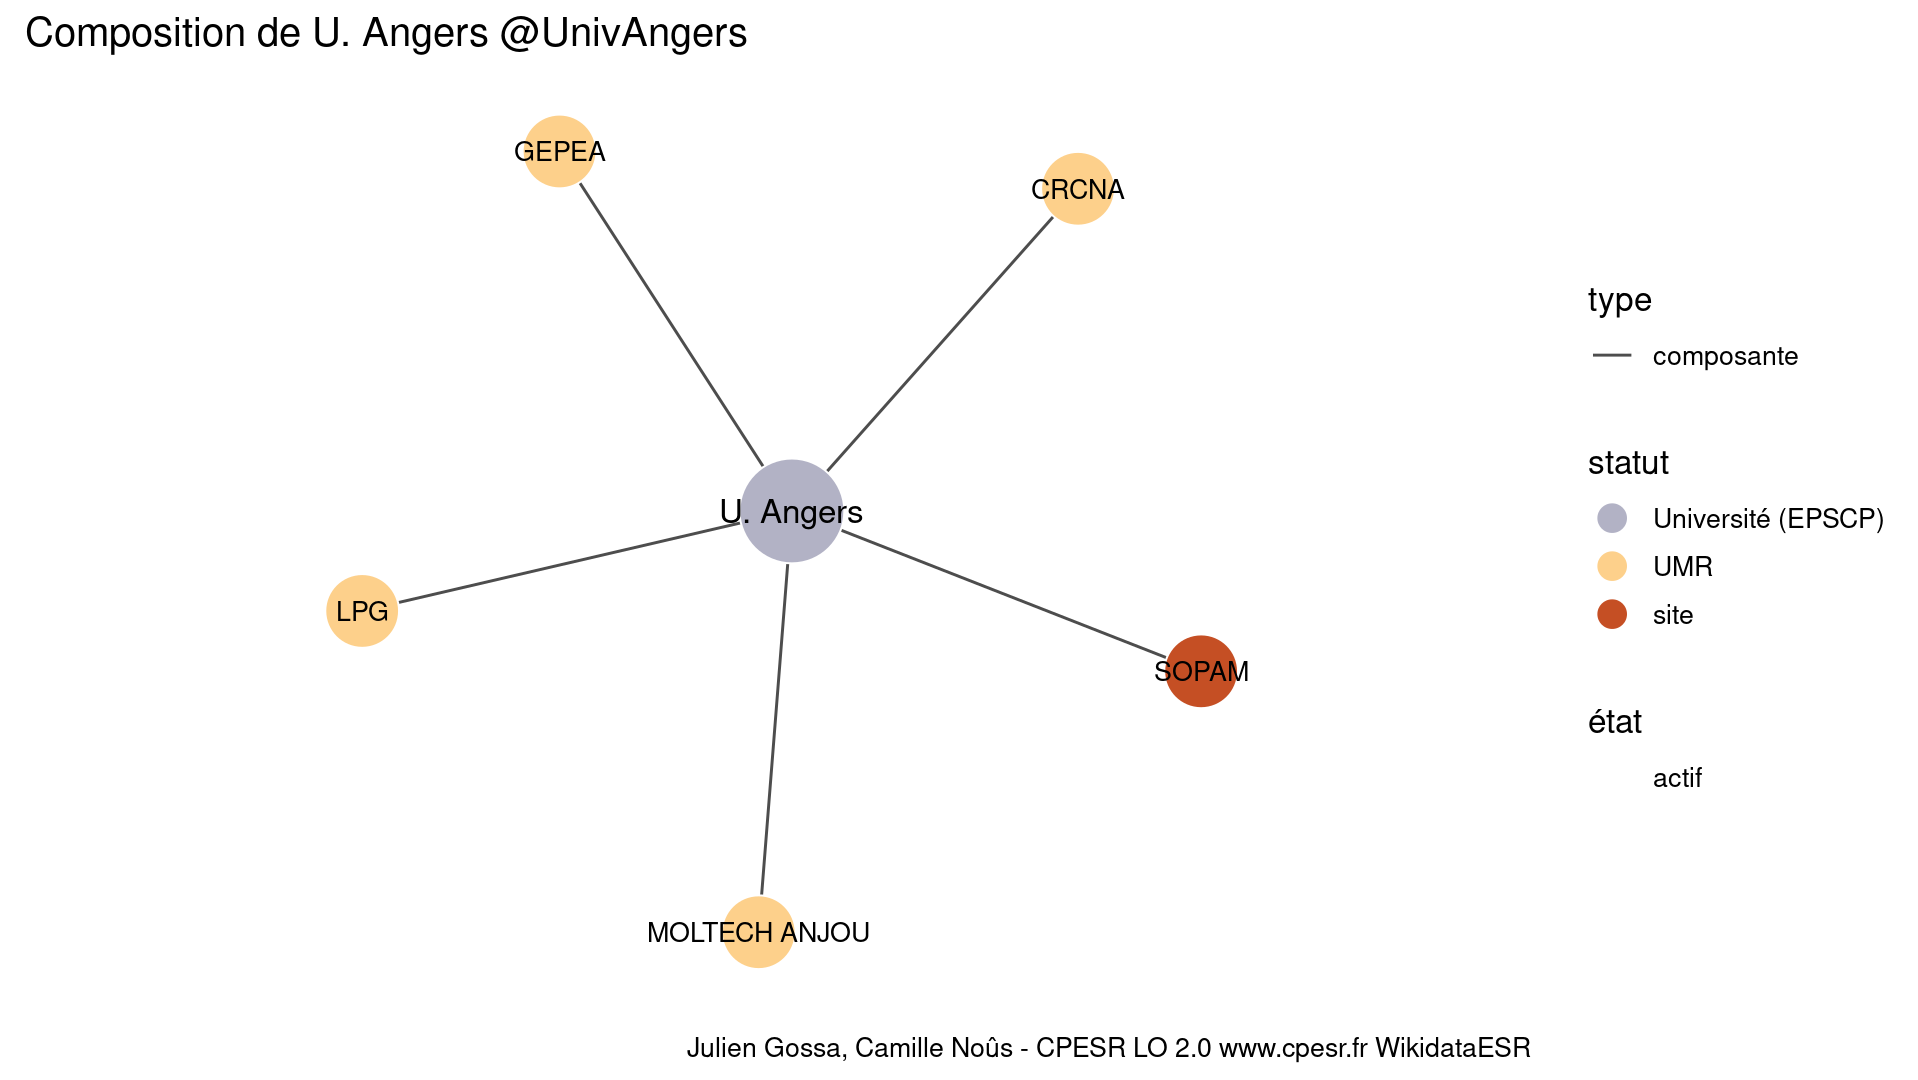 Composition de U. Angers @UnivAngers
GEPEA
CRCNA
U. Angers
LPG
SOPAM
MOLTECH ANJOU
type
composante
statut
Université (EPSCP)
UMR
site
état
actif
Julien Gossa, Camille Noûs - CPESR LO 2.0 www.cpesr.fr WikidataESR